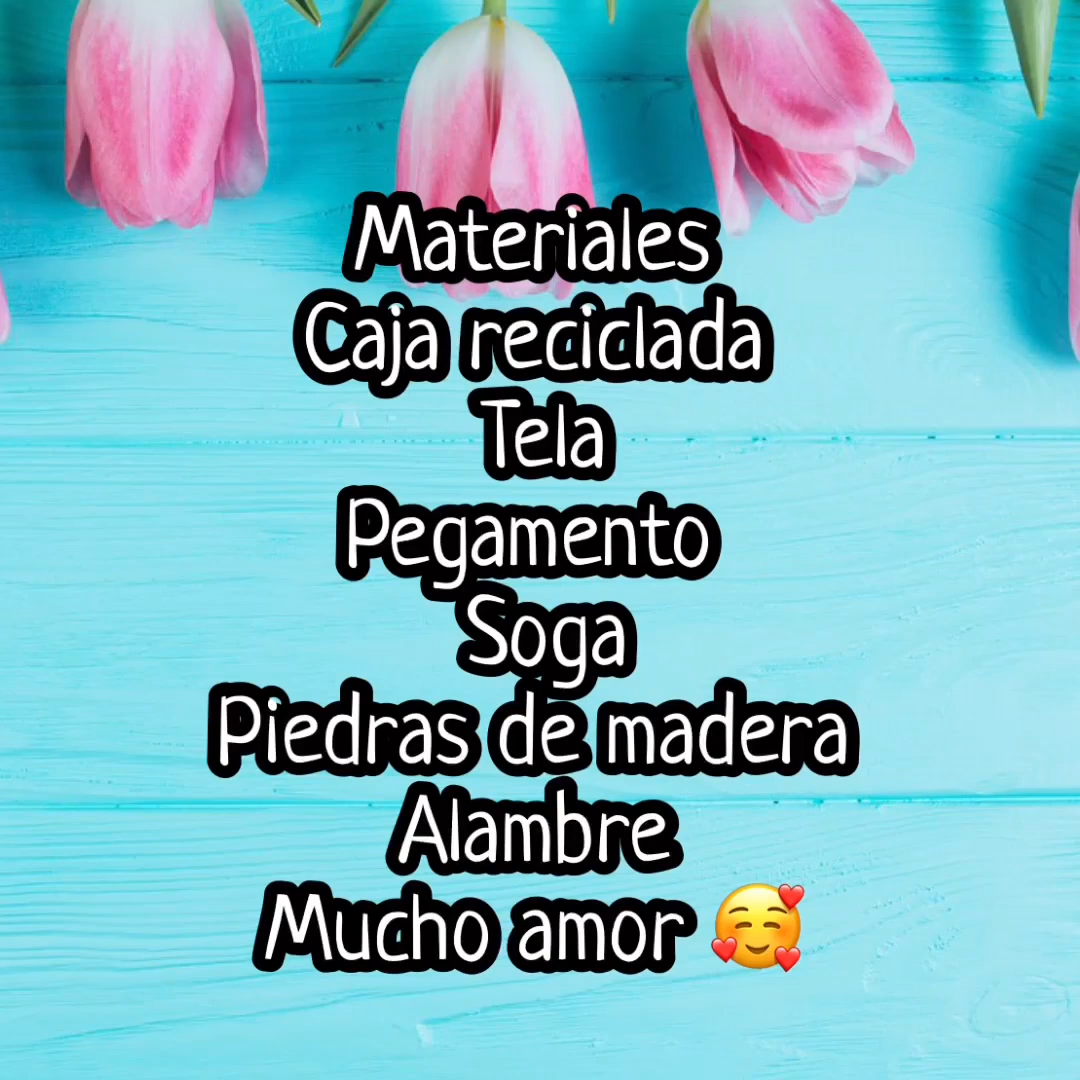 Materiales
Caja reciclada
Tela
Pegamento
Soga
Piedras de madera
Alambre
Mucho amor 🥰